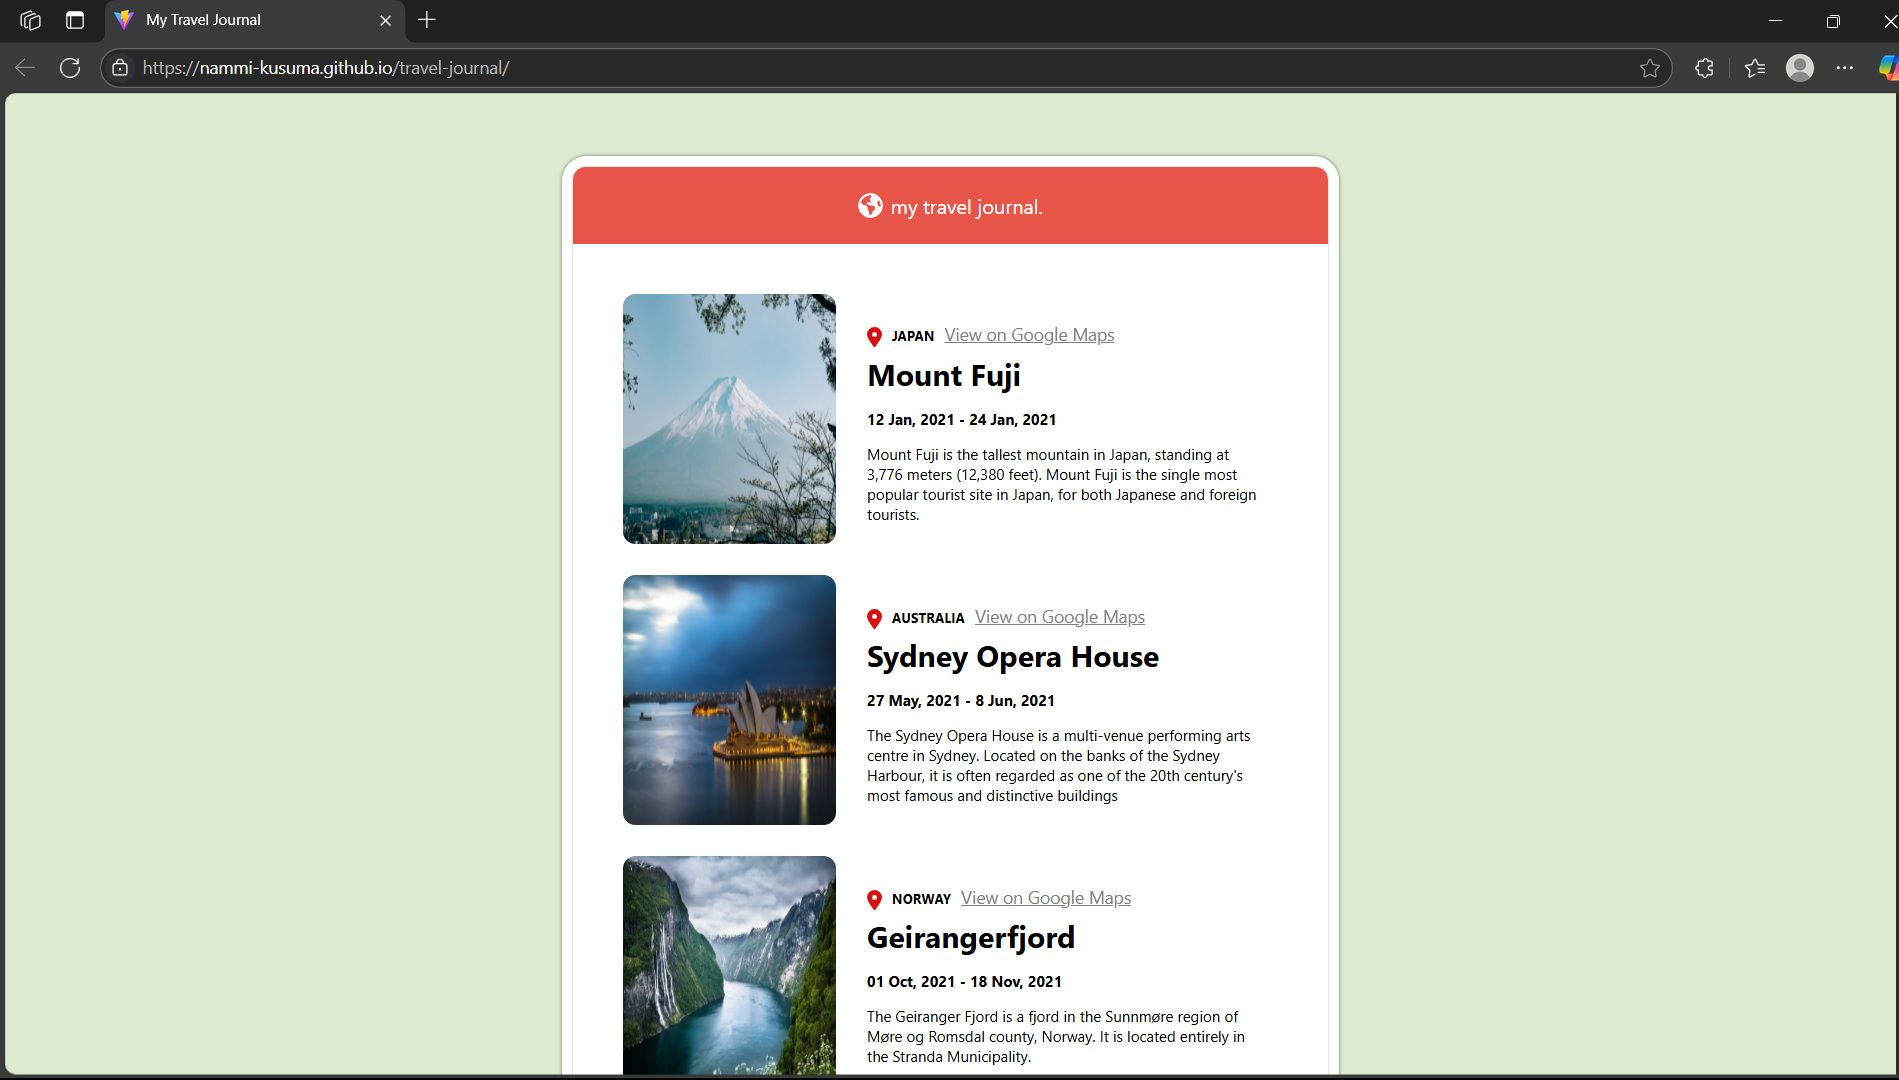 My Travel Journal
https://nammi-kusuma.github.io/travel-journal/
my travel journal.
JAPAN View on Google Maps
Mount Fuji
12 Jan, 2021 - 24 Jan, 2021
Mount Fuji is the tallest mountain in Japan, standing at
3,776 meters (12,380 feet). Mount Fuji is the single most
popular tourist site in Japan, for both Japanese and foreign
tourists.
AUSTRALIA View on Google Maps
Sydney Opera House
27 May, 2021 - 8 Jun, 2021
The Sydney Opera House is a multi-venue performing arts
centre in Sydney. Located on the banks of the Sydney
Harbour, it is often regarded as one of the 20th century's
most famous and distinctive buildings
NORWAY View on Google Maps
Geirangerfjord
01 Oct, 2021 - 18 Nov, 2021
The Geiranger Fjord is a fjord in the Sunnmøre region of
Møre og Romsdal county, Norway. It is located entirely in
the Stranda Municipality.